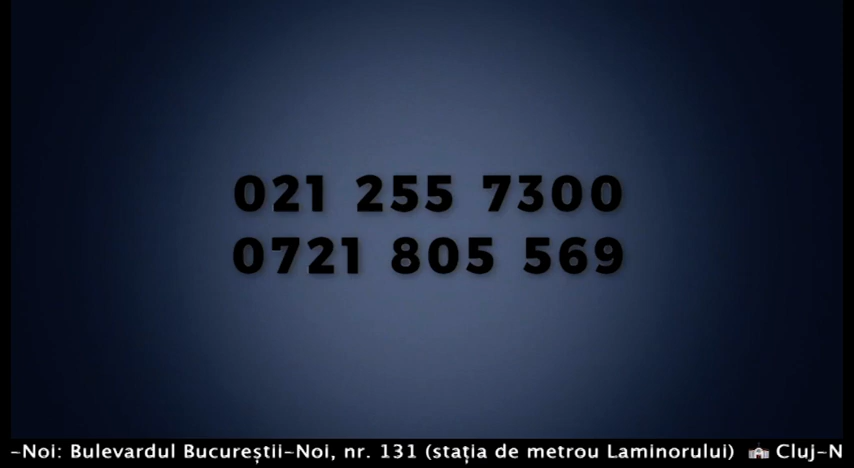 021 255 7300
0721 805 569
-Noi: Bulevardul Bucureștii-Noi, nr. 131 (stația de metrou Laminorului) Cluj-N